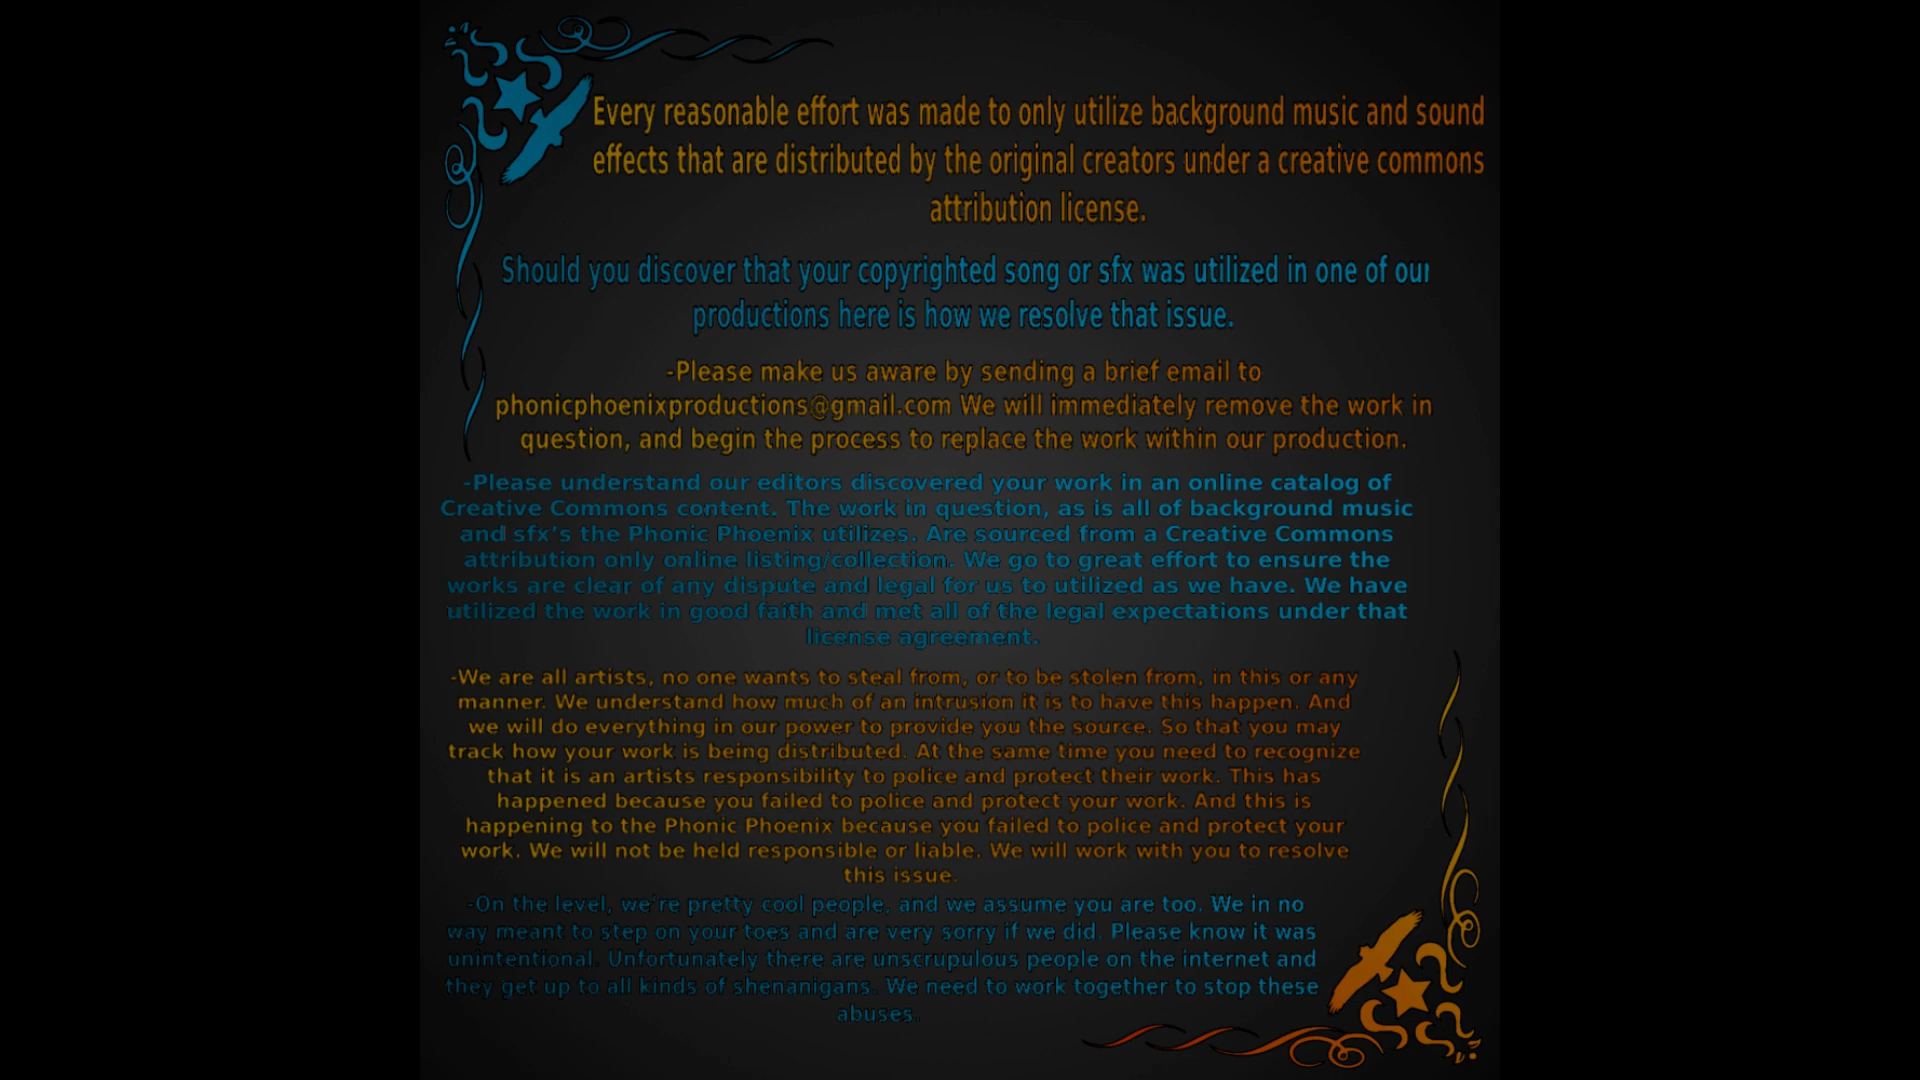 Every reasonable effort was made to only utilize background music and sound
effects that are distributed by the original creators under a creative commons
attribution license.
Should you discover that your copyrighted song or sfx was utilized in one of our
productions here is how we resolve that issue.
-Please make us aware by sending a brief email to
phonicphoenixproductions@gmail.com We will immediately remove the work in
question, and begin the process to replace the work within our production.
-Please understand our editors discovered your work in an online catalog of
Creative Commons content. The work in question, as is all of background music
and sfx's the Phonic Phoenix utilizes. Are sourced from a Creative Commons
attribution only online listing/collection. We go to great effort to ensure the
works are clear of any dispute and legal for us to utilized as we have. We have
utilized the work in good faith and met all of the legal expectations under that
license agreement.
-We are all artists, no one wants to steal from, or to be stolen from, in this or any
manner. We understand how much of an intrusion it is to have this happen. And
we will do everything in our power to provide you the source. So that you may
track how your work is being distributed. At the same time you need to recognize
that it is an artists responsibility to police and protect their work. This has
happened because you failed to police and protect your work. And this is
happening to the Phonic Phoenix because you failed to police and protect your
work. We will not be held responsible or liable. We will work with you to resolve
this issue.
-On the level, we're pretty cool people, and we assume you are too. We in no
way meant to step on your toes and are very sorry if we did. Please know it was
unintentional. Unfortunately there are unscrupulous people on the internet and
they get up to all kinds of shenanigans. We need to work together to stop these
abuses.